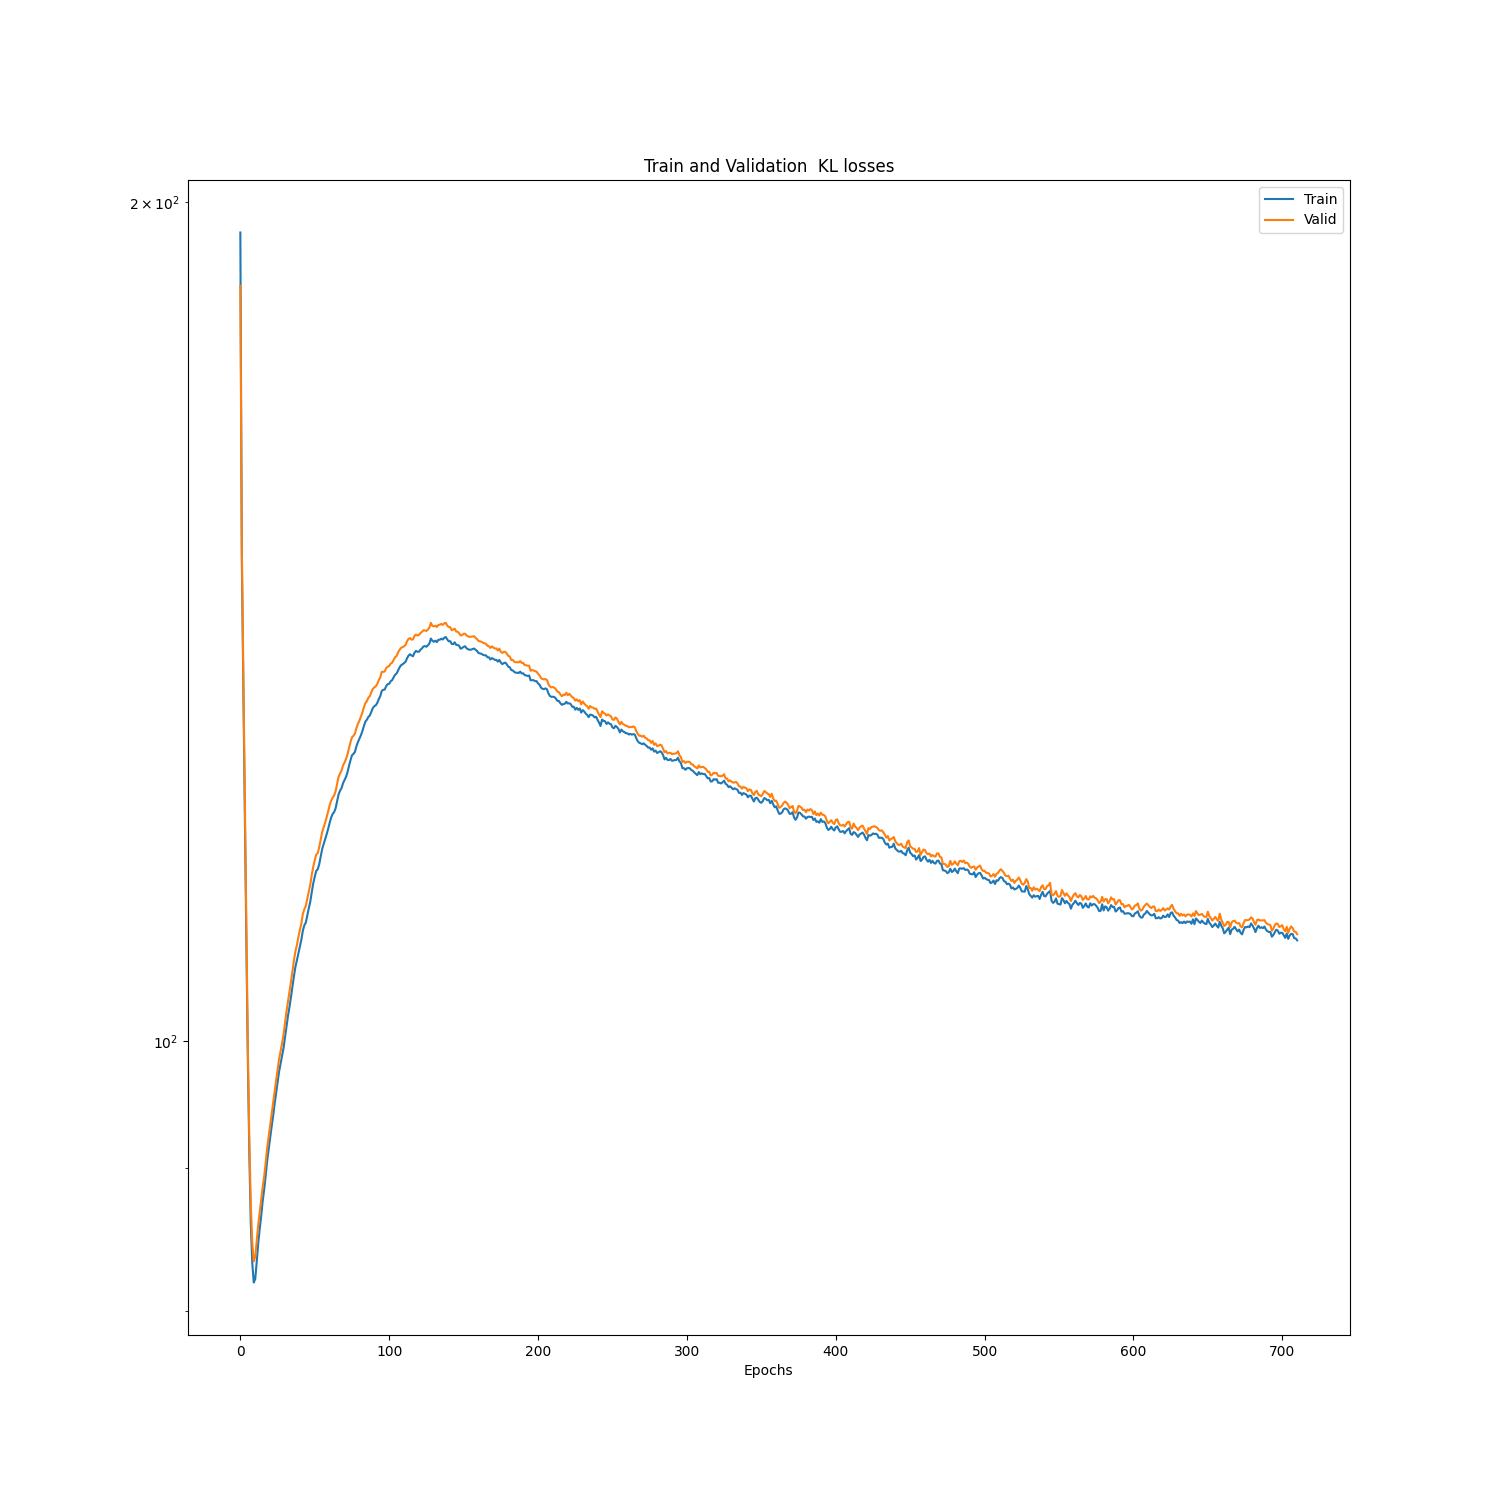 Train and Validation  KL losses
2 × 10²
Train
Valid
10²
0 100 200 300 400 500 600 700
Epochs